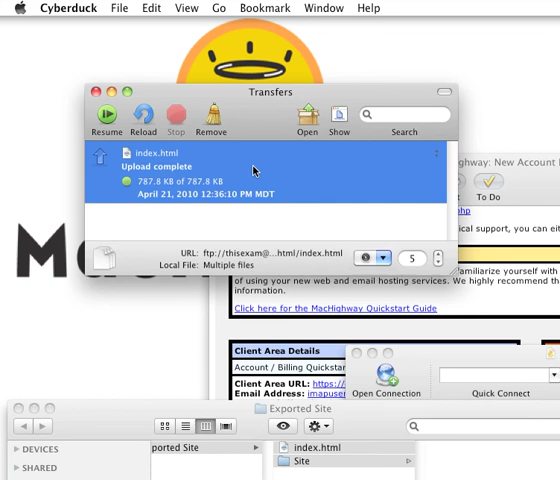 Cyberduck File Edit View Go Bookmark Window Help
Transfers
Resume Reload Stop Remove Open Show Search
index.html
Upload complete
787.8 KB of 787.8 KB
April 21, 2010 12:36:10 PM MDT
URL: ftp://thisexam@...html/index.html
Local File: Multiple files
5
Highway: New Account
To Do
php
ical support, you can eit
familiarize yourself with
of using your new web and email hosting services. We highly recommend tha
information.
Click here for the MacHighway Quickstart Guide
Client Area Details
Account / Billing Quickstar
Client Area URL: https://
Email Address: imapuser
Open Connection Quick Connect
Exported Site
DEVICES
SHARED
ported Site
index.html
Site